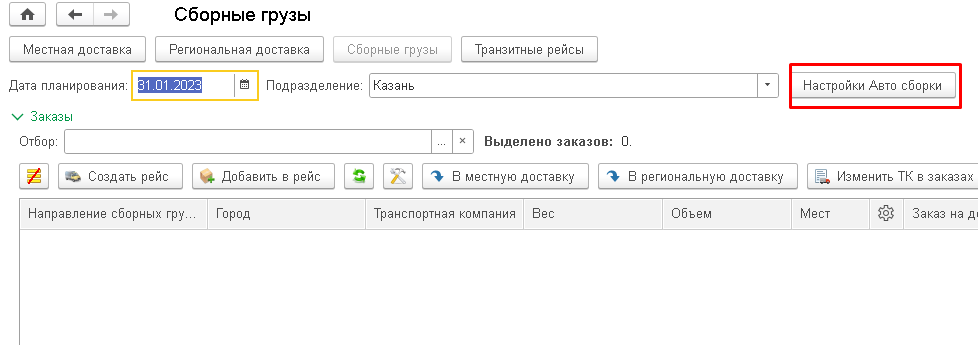 Сборные грузы
Местная доставка Региональная доставка Сборные грузы Транзитные рейсы
Дата планирования: 31.01.2023 Подразделение: Казань Настройки Авто сборки
Заказы
Отбор: ... × Выделено заказов: 0.
Создать рейс Добавить в рейс В местную доставку В региональную доставку Изменить ТК в заказах
Направление сборных гру... Город Транспортная компания Вес Объем Мест Заказ на д